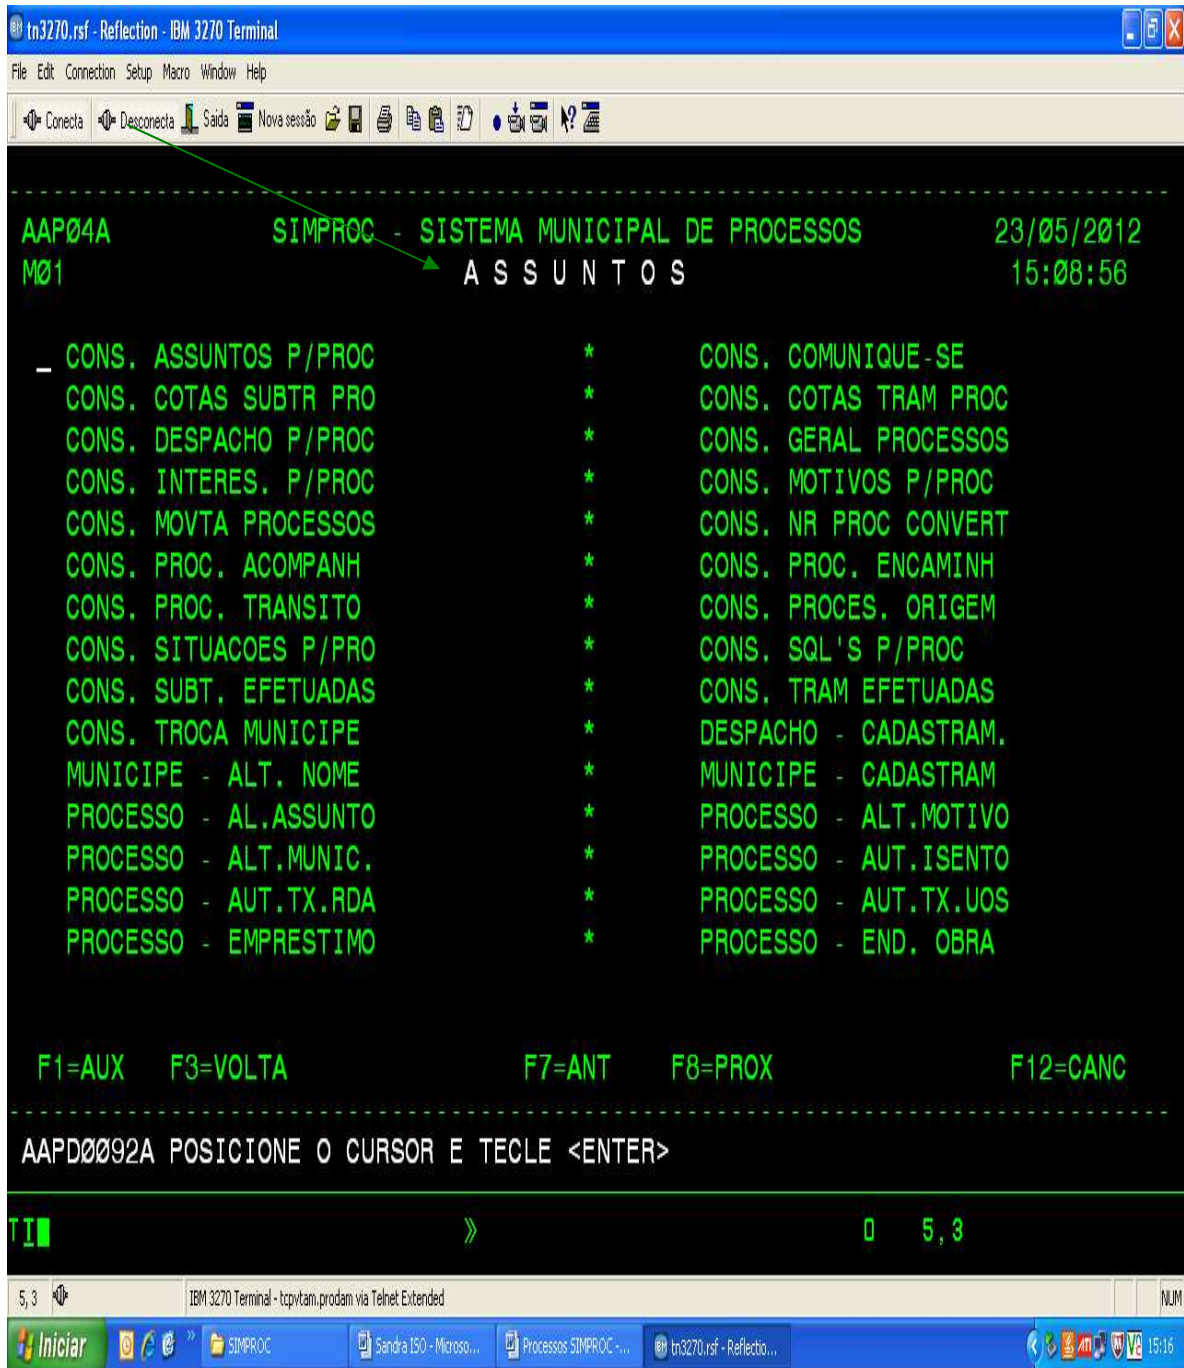 tn3270.rsf - Reflection - IBM 3270 Terminal
File Edit Connection Setup Macro Window Help
Conecta Desconecta Saida Nova sessão
AAPØ4A SIMPROC - SISTEMA MUNICIPAL DE PROCESSOS 23/Ø5/2Ø12
MØ1 A S S U N T O S 15:Ø8:56
_ CONS. ASSUNTOS P/PROC * CONS. COMUNIQUE-SE
CONS. COTAS SUBTR PRO * CONS. COTAS TRAM PROC
CONS. DESPACHO P/PROC * CONS. GERAL PROCESSOS
CONS. INTERES. P/PROC * CONS. MOTIVOS P/PROC
CONS. MOVTA PROCESSOS * CONS. NR PROC CONVERT
CONS. PROC. ACOMPANH * CONS. PROC. ENCAMINH
CONS. PROC. TRANSITO * CONS. PROCES. ORIGEM
CONS. SITUACOES P/PRO * CONS. SQL'S P/PROC
CONS. SUBT. EFETUADAS * CONS. TRAM EFETUADAS
CONS. TROCA MUNICIPE * DESPACHO - CADASTRAM.
MUNICIPE - ALT. NOME * MUNICIPE - CADASTRAM
PROCESSO - AL.ASSUNTO * PROCESSO - ALT.MOTIVO
PROCESSO - ALT.MUNIC. * PROCESSO - AUT.ISENTO
PROCESSO - AUT.TX.RDA * PROCESSO - AUT.TX.UOS
PROCESSO - EMPRESTIMO * PROCESSO - END. OBRA
F1=AUX F3=VOLTA F7=ANT F8=PROX F12=CANC
AAPDØØ92A POSICIONE O CURSOR E TECLE <ENTER>
TI » 5,3
5, 3 IBM 3270 Terminal - tcpvtam.prodam via Telnet Extended NUM
Iniciar » SIMPROC Sandra ISO - Microso... Processos SIMPROC -... tn3270.rsf - Reflectio... 15:16